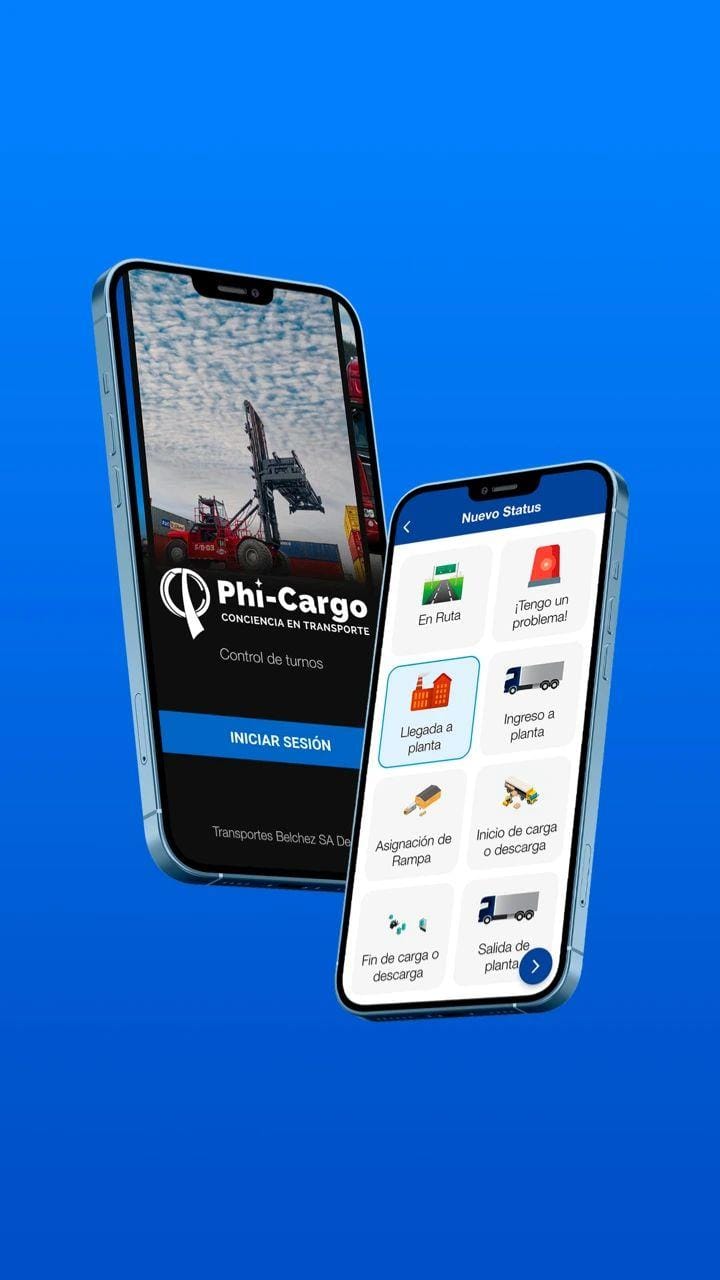 Phi-Cargo
CONCIENCIA EN TRANSPORTE
Control de turnos
INICIAR SESIÓN
Transportes Belchez SA De
Nuevo Status
En Ruta
¡Tengo un
problema!
Llegada a
planta
Ingreso a
planta
Asignación de
Rampa
Inicio de carga
o descarga
Fin de carga o
descarga
Salida de
planta